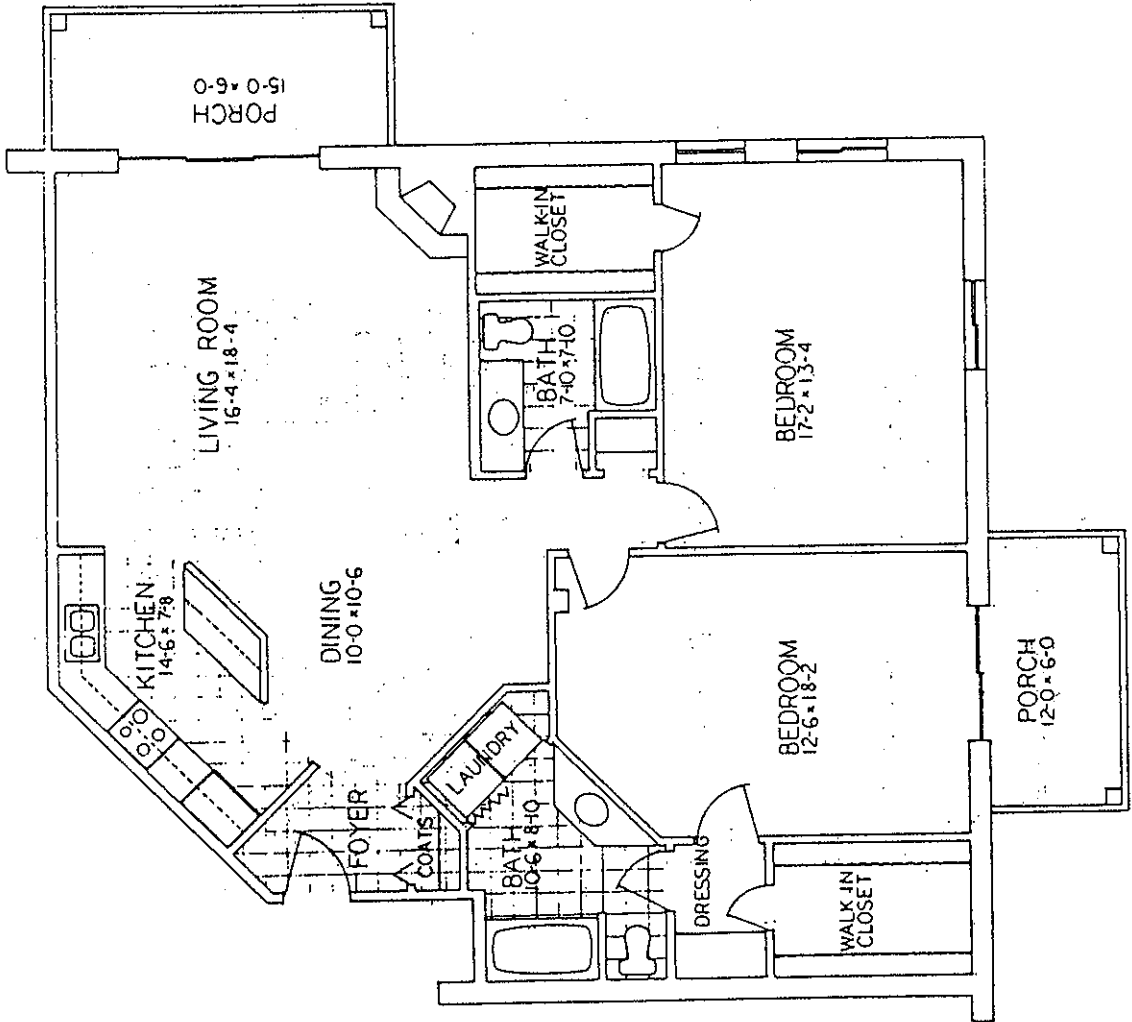 PORCH
15-0 × 6-0
LIVING ROOM
16-4 × 18-4
WALK-IN
CLOSET
BATH
7-10 × 7-10
BEDROOM
17-2 × 13-4
KITCHEN
14-6 × 7-8
DINING
10-0 × 10-6
BEDROOM
12-6 × 18-2
PORCH
12-0 × 6-0
LAUNDRY
FOYER
COATS
BATH
10-6 × 8-10
DRESSING
WALK IN
CLOSET